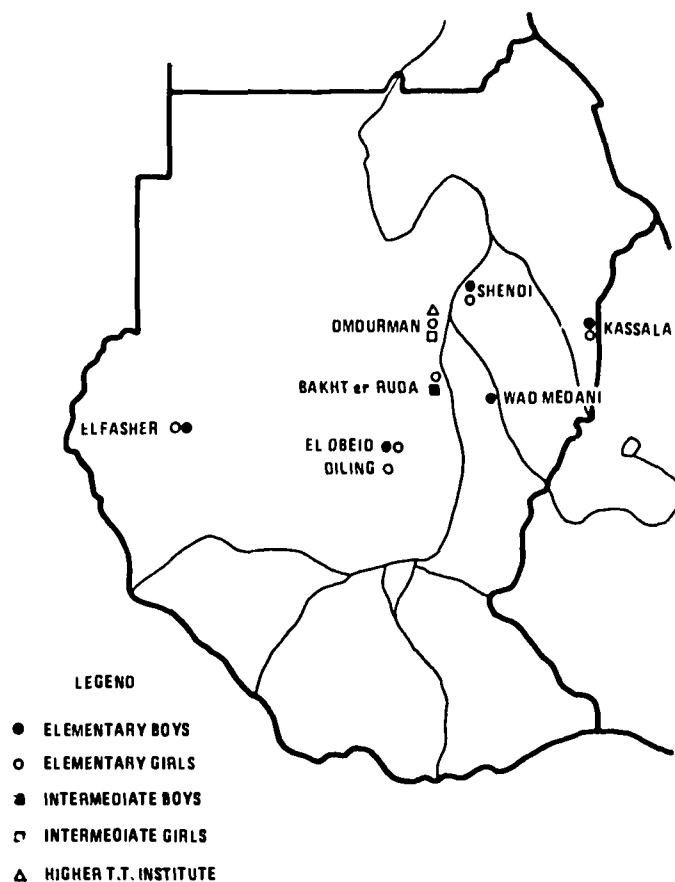 SHENDI
OMDURMAN
KASSALA
BAKHT er RUDA
WAD MEDANI
ELFASHER
EL OBEID
DILING
LEGEND
ELEMENTARY BOYS
ELEMENTARY GIRLS
INTERMEDIATE BOYS
INTERMEDIATE GIRLS
HIGHER T.T. INSTITUTE